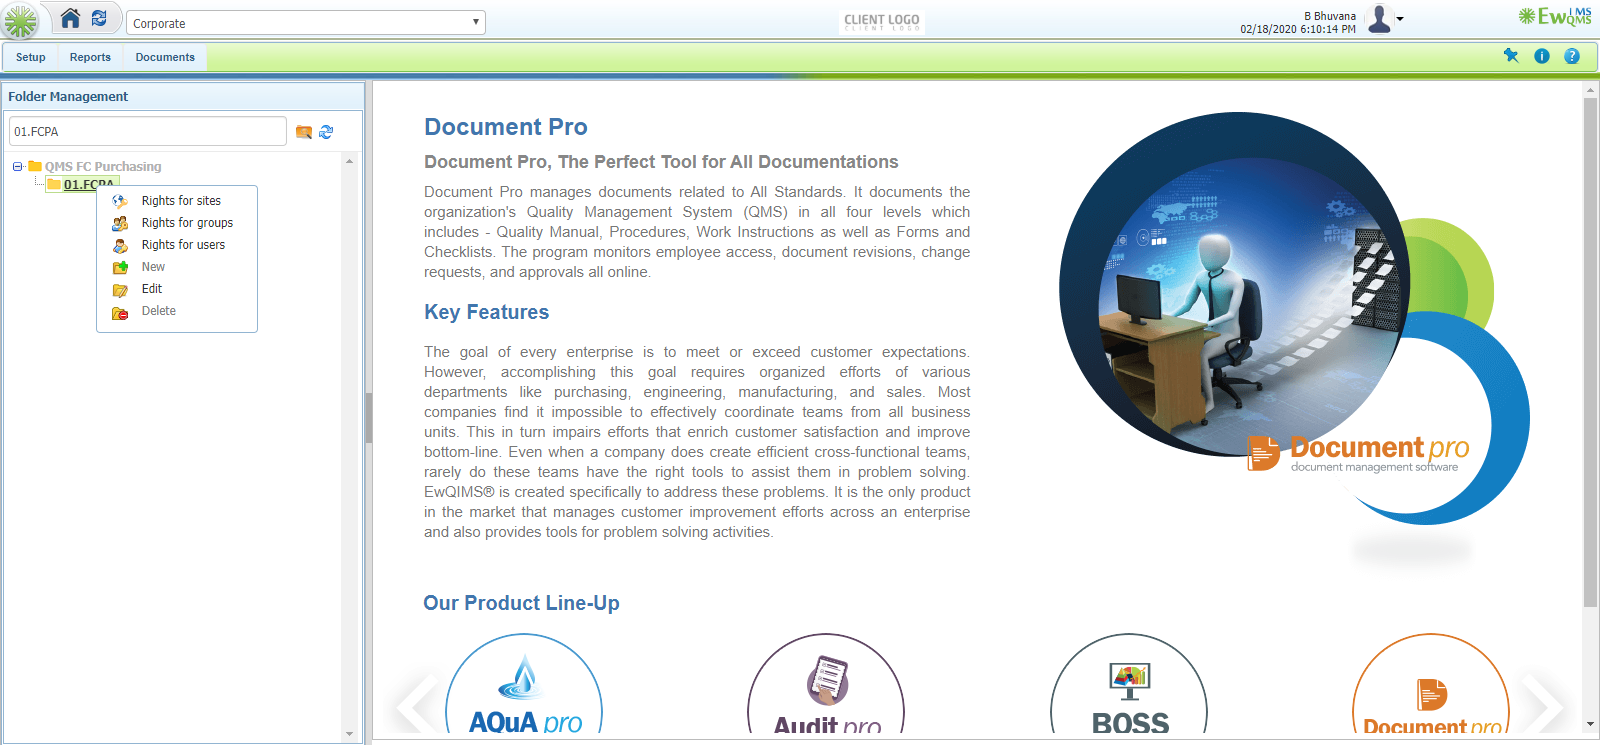 Corporate
CLIENT LOGO
CLIENT LOGO
B Bhuvana
02/18/2020 6:10:14 PM
EwQIMS
QMS
Setup
Reports
Documents
Folder Management
01.FCPA
QMS FC Purchasing
01.FCPA
Rights for sites
Rights for groups
Rights for users
New
Edit
Delete
Document Pro
Document Pro, The Perfect Tool for All Documentations
Document Pro manages documents related to All Standards. It documents the
organization's Quality Management System (QMS) in all four levels which
includes - Quality Manual, Procedures, Work Instructions as well as Forms and
Checklists. The program monitors employee access, document revisions, change
requests, and approvals all online.
Key Features
The goal of every enterprise is to meet or exceed customer expectations.
However, accomplishing this goal requires organized efforts of various
departments like purchasing, engineering, manufacturing, and sales. Most
companies find it impossible to effectively coordinate teams from all business
units. This in turn impairs efforts that enrich customer satisfaction and improve
bottom-line. Even when a company does create efficient cross-functional teams,
rarely do these teams have the right tools to assist them in problem solving.
EwQIMS® is created specifically to address these problems. It is the only product
in the market that manages customer improvement efforts across an enterprise
and also provides tools for problem solving activities.
Document pro
document management software
Our Product Line-Up
AQuA pro
Audit pro
BOSS
Document pro